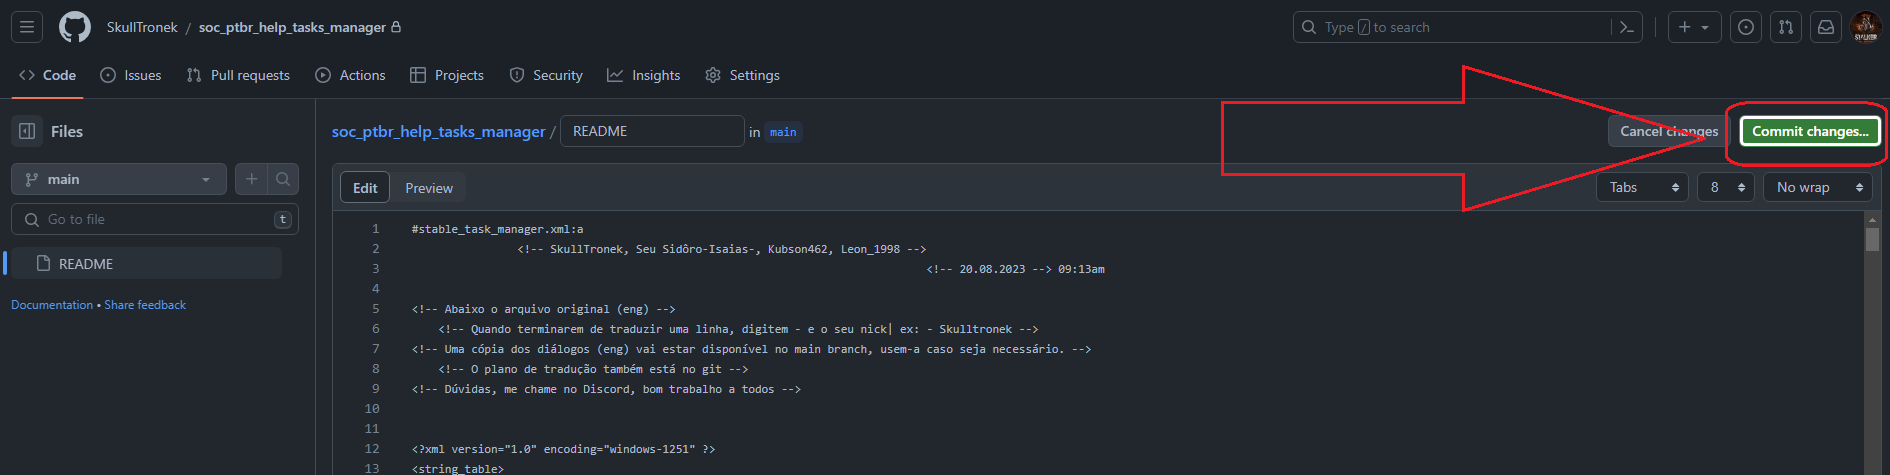 SkullTronek / soc_ptbr_help_tasks_manager
Type / to search
Code Issues Pull requests Actions Projects Security Insights Settings
Files
soc_ptbr_help_tasks_manager / README in main
Cancel changes Commit changes...
main
Edit Preview
Tabs 8 No wrap
Go to file t
README
Documentation • Share feedback
1 #stable_task_manager.xml:a
2 <!-- SkullTronek, Seu Sidôro-Isaias-, Kubson462, Leon_1998 -->
3 <!-- 20.08.2023 --> 09:13am
4
5 <!-- Abaixo o arquivo original (eng) -->
6 <!-- Quando terminarem de traduzir uma linha, digitem - e o seu nick| ex: - Skulltronek -->
7 <!-- Uma cópia dos diálogos (eng) vai estar disponível no main branch, usem-a caso seja necessário. -->
8 <!-- O plano de tradução também está no git -->
9 <!-- Dúvidas, me chame no Discord, bom trabalho a todos -->
10
11
12 <?xml version="1.0" encoding="windows-1251" ?>
13 <string_table>